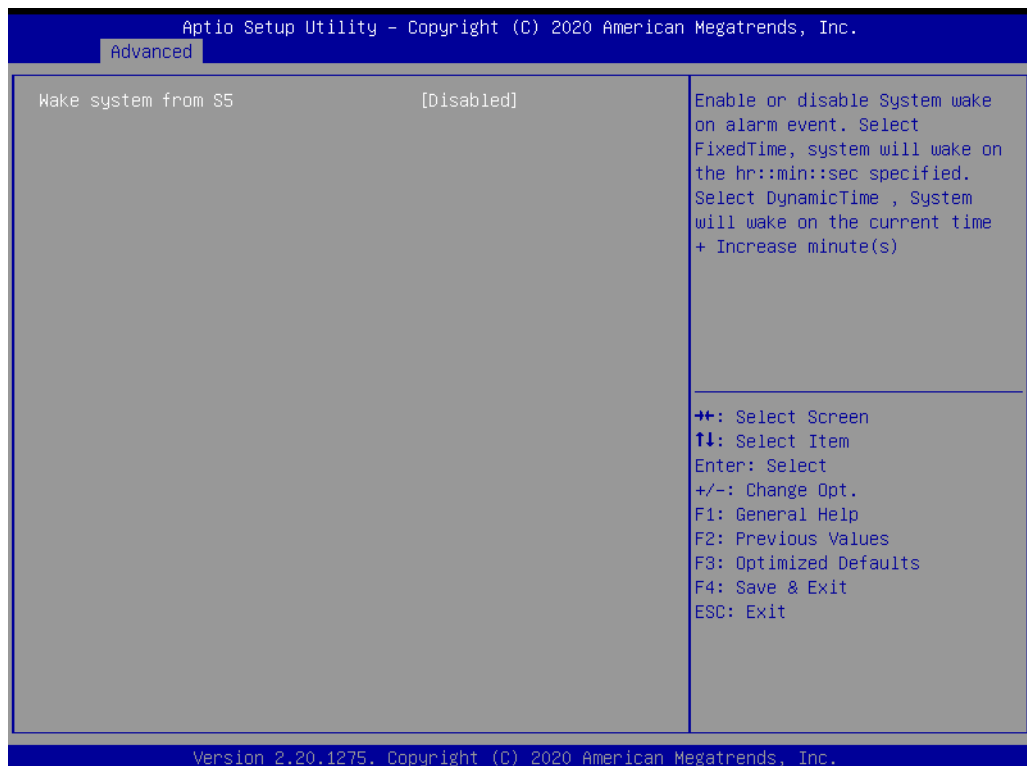 Aptio Setup Utility – Copyright (C) 2020 American Megatrends, Inc.
Advanced
Wake system from S5 [Disabled]
Enable or disable System wake
on alarm event. Select
FixedTime, system will wake on
the hr::min::sec specified.
Select DynamicTime , System
will wake on the current time
+ Increase minute(s)
→←: Select Screen
↑↓: Select Item
Enter: Select
+/-: Change Opt.
F1: General Help
F2: Previous Values
F3: Optimized Defaults
F4: Save & Exit
ESC: Exit
Version 2.20.1275. Copyright (C) 2020 American Megatrends, Inc.